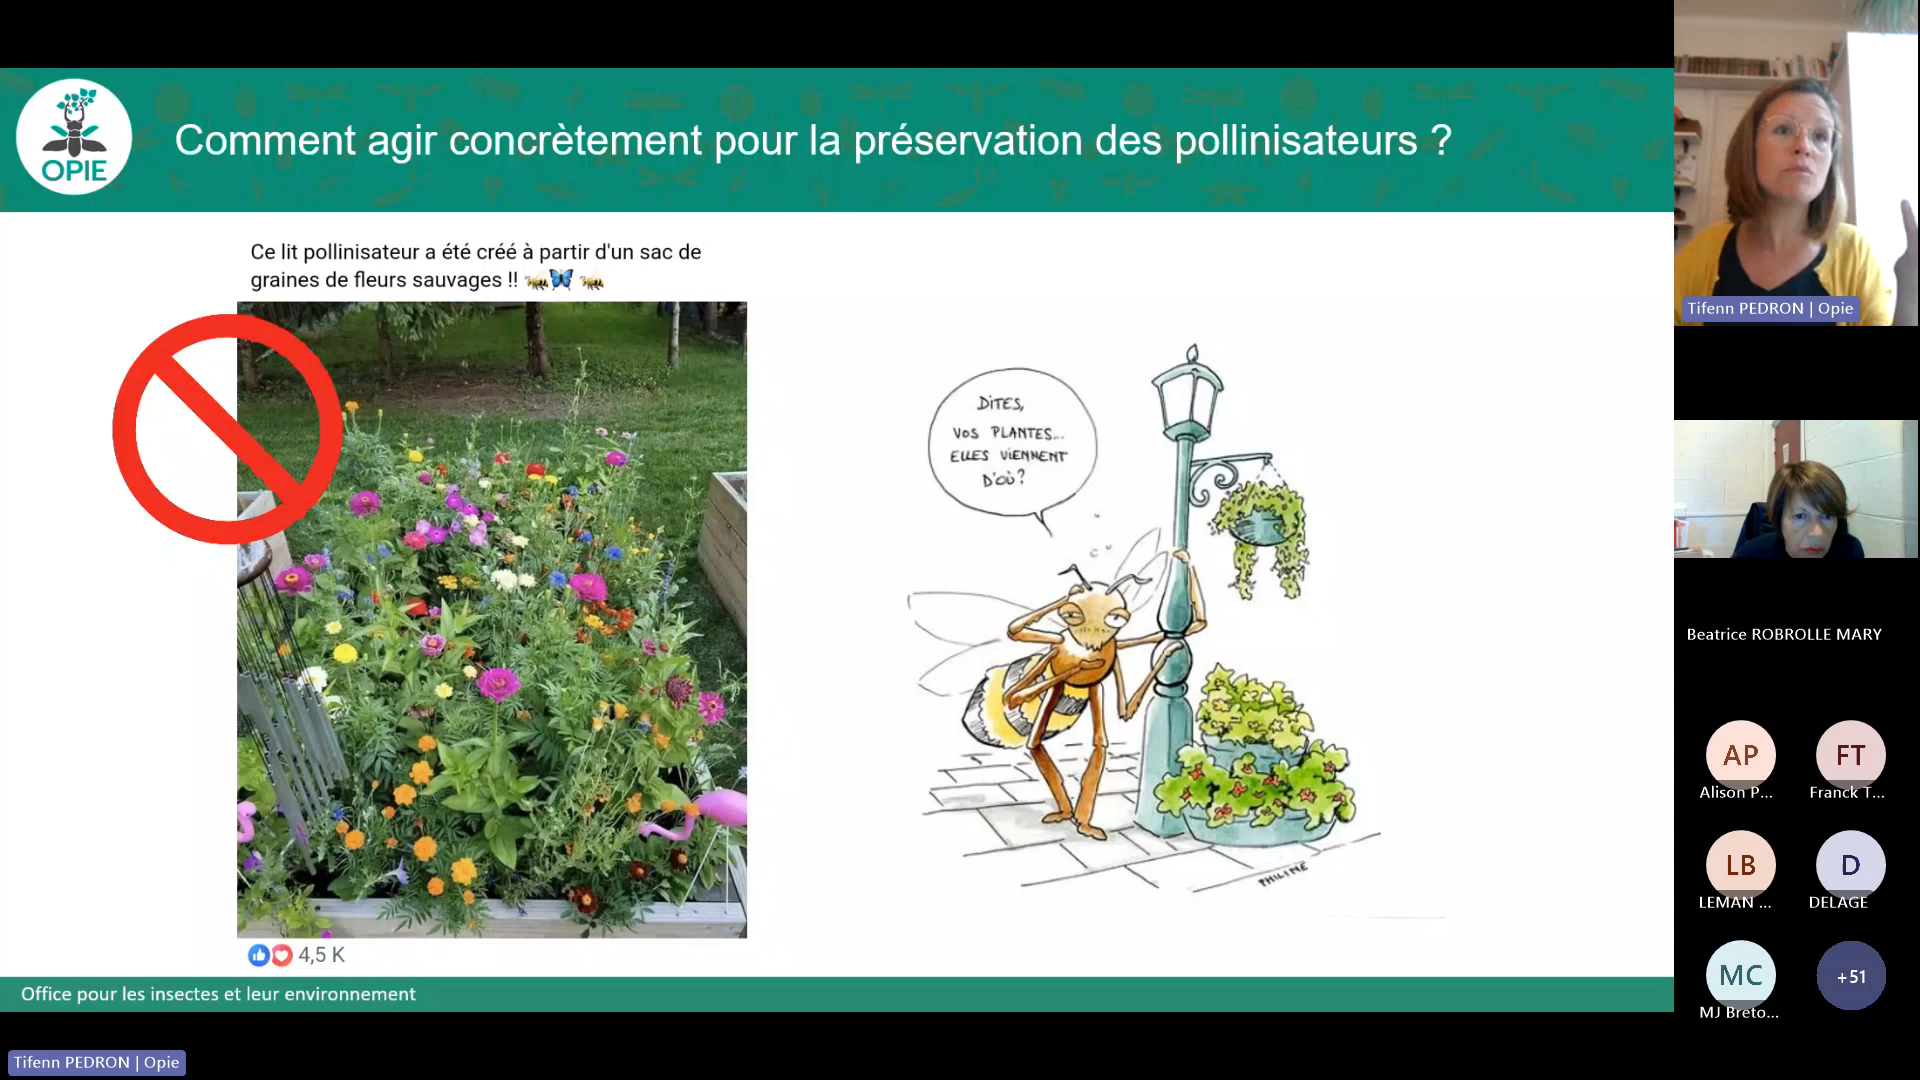 OPIE
Comment agir concrètement pour la préservation des pollinisateurs ?
Ce lit pollinisateur a été créé à partir d'un sac de
graines de fleurs sauvages !!
DITES,
VOS PLANTES...
ELLES VIENNENT
D'OÙ?
PHILINE
4,5 K
Office pour les insectes et leur environnement
Tifenn PEDRON | Opie
Tifenn PEDRON | Opie
Beatrice ROBROLLE MARY
AP
FT
Alison P...
Franck T...
LB
D
LEMAN ...
DELAGE
MC
+51
MJ Breto...